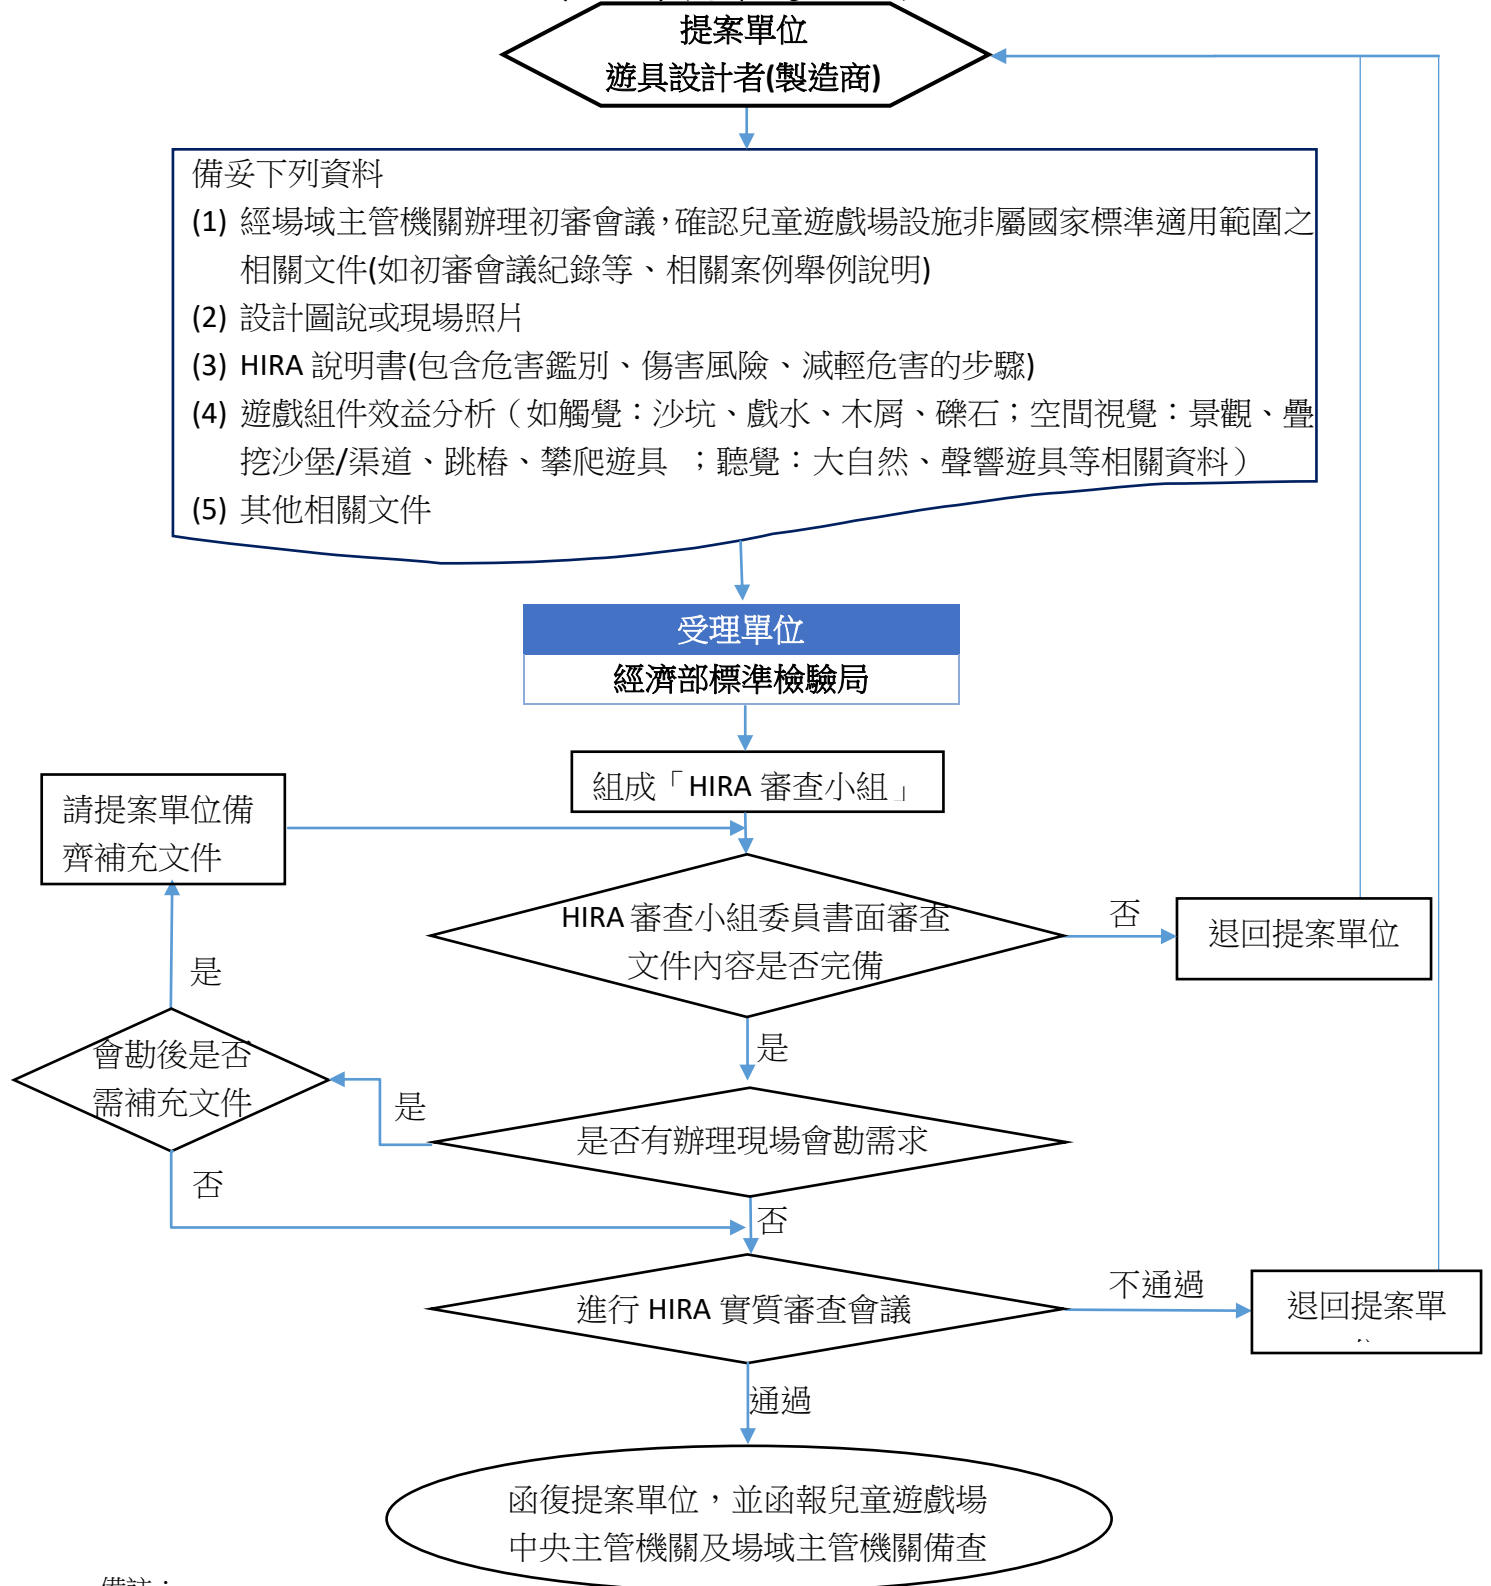 提案單位
遊具設計者(製造商)
備妥下列資料
(1) 經場域主管機關辦理初審會議，確認兒童遊戲場設施非屬國家標準適用範圍之
相關文件(如初審會議紀錄等、相關案例舉例說明)
(2) 設計圖說或現場照片
(3) HIRA 說明書(包含危害鑑別、傷害風險、減輕危害的步驟)
(4) 遊戲組件效益分析（如觸覺：沙坑、戲水、木屑、礫石；空間視覺：景觀、疊
挖沙堡/渠道、跳樁、攀爬遊具 ；聽覺：大自然、聲響遊具等相關資料）
(5) 其他相關文件
受理單位
經濟部標準檢驗局
組成「HIRA 審查小組」
請提案單位備
齊補充文件
HIRA 審查小組委員書面審查
文件內容是否完備
否
退回提案單位
是
是
會勘後是否
需補充文件
是
是否有辦理現場會勘需求
否
否
進行 HIRA 實質審查會議
不通過
退回提案單
通過
函復提案單位，並函報兒童遊戲場
中央主管機關及場域主管機關備查
備註：